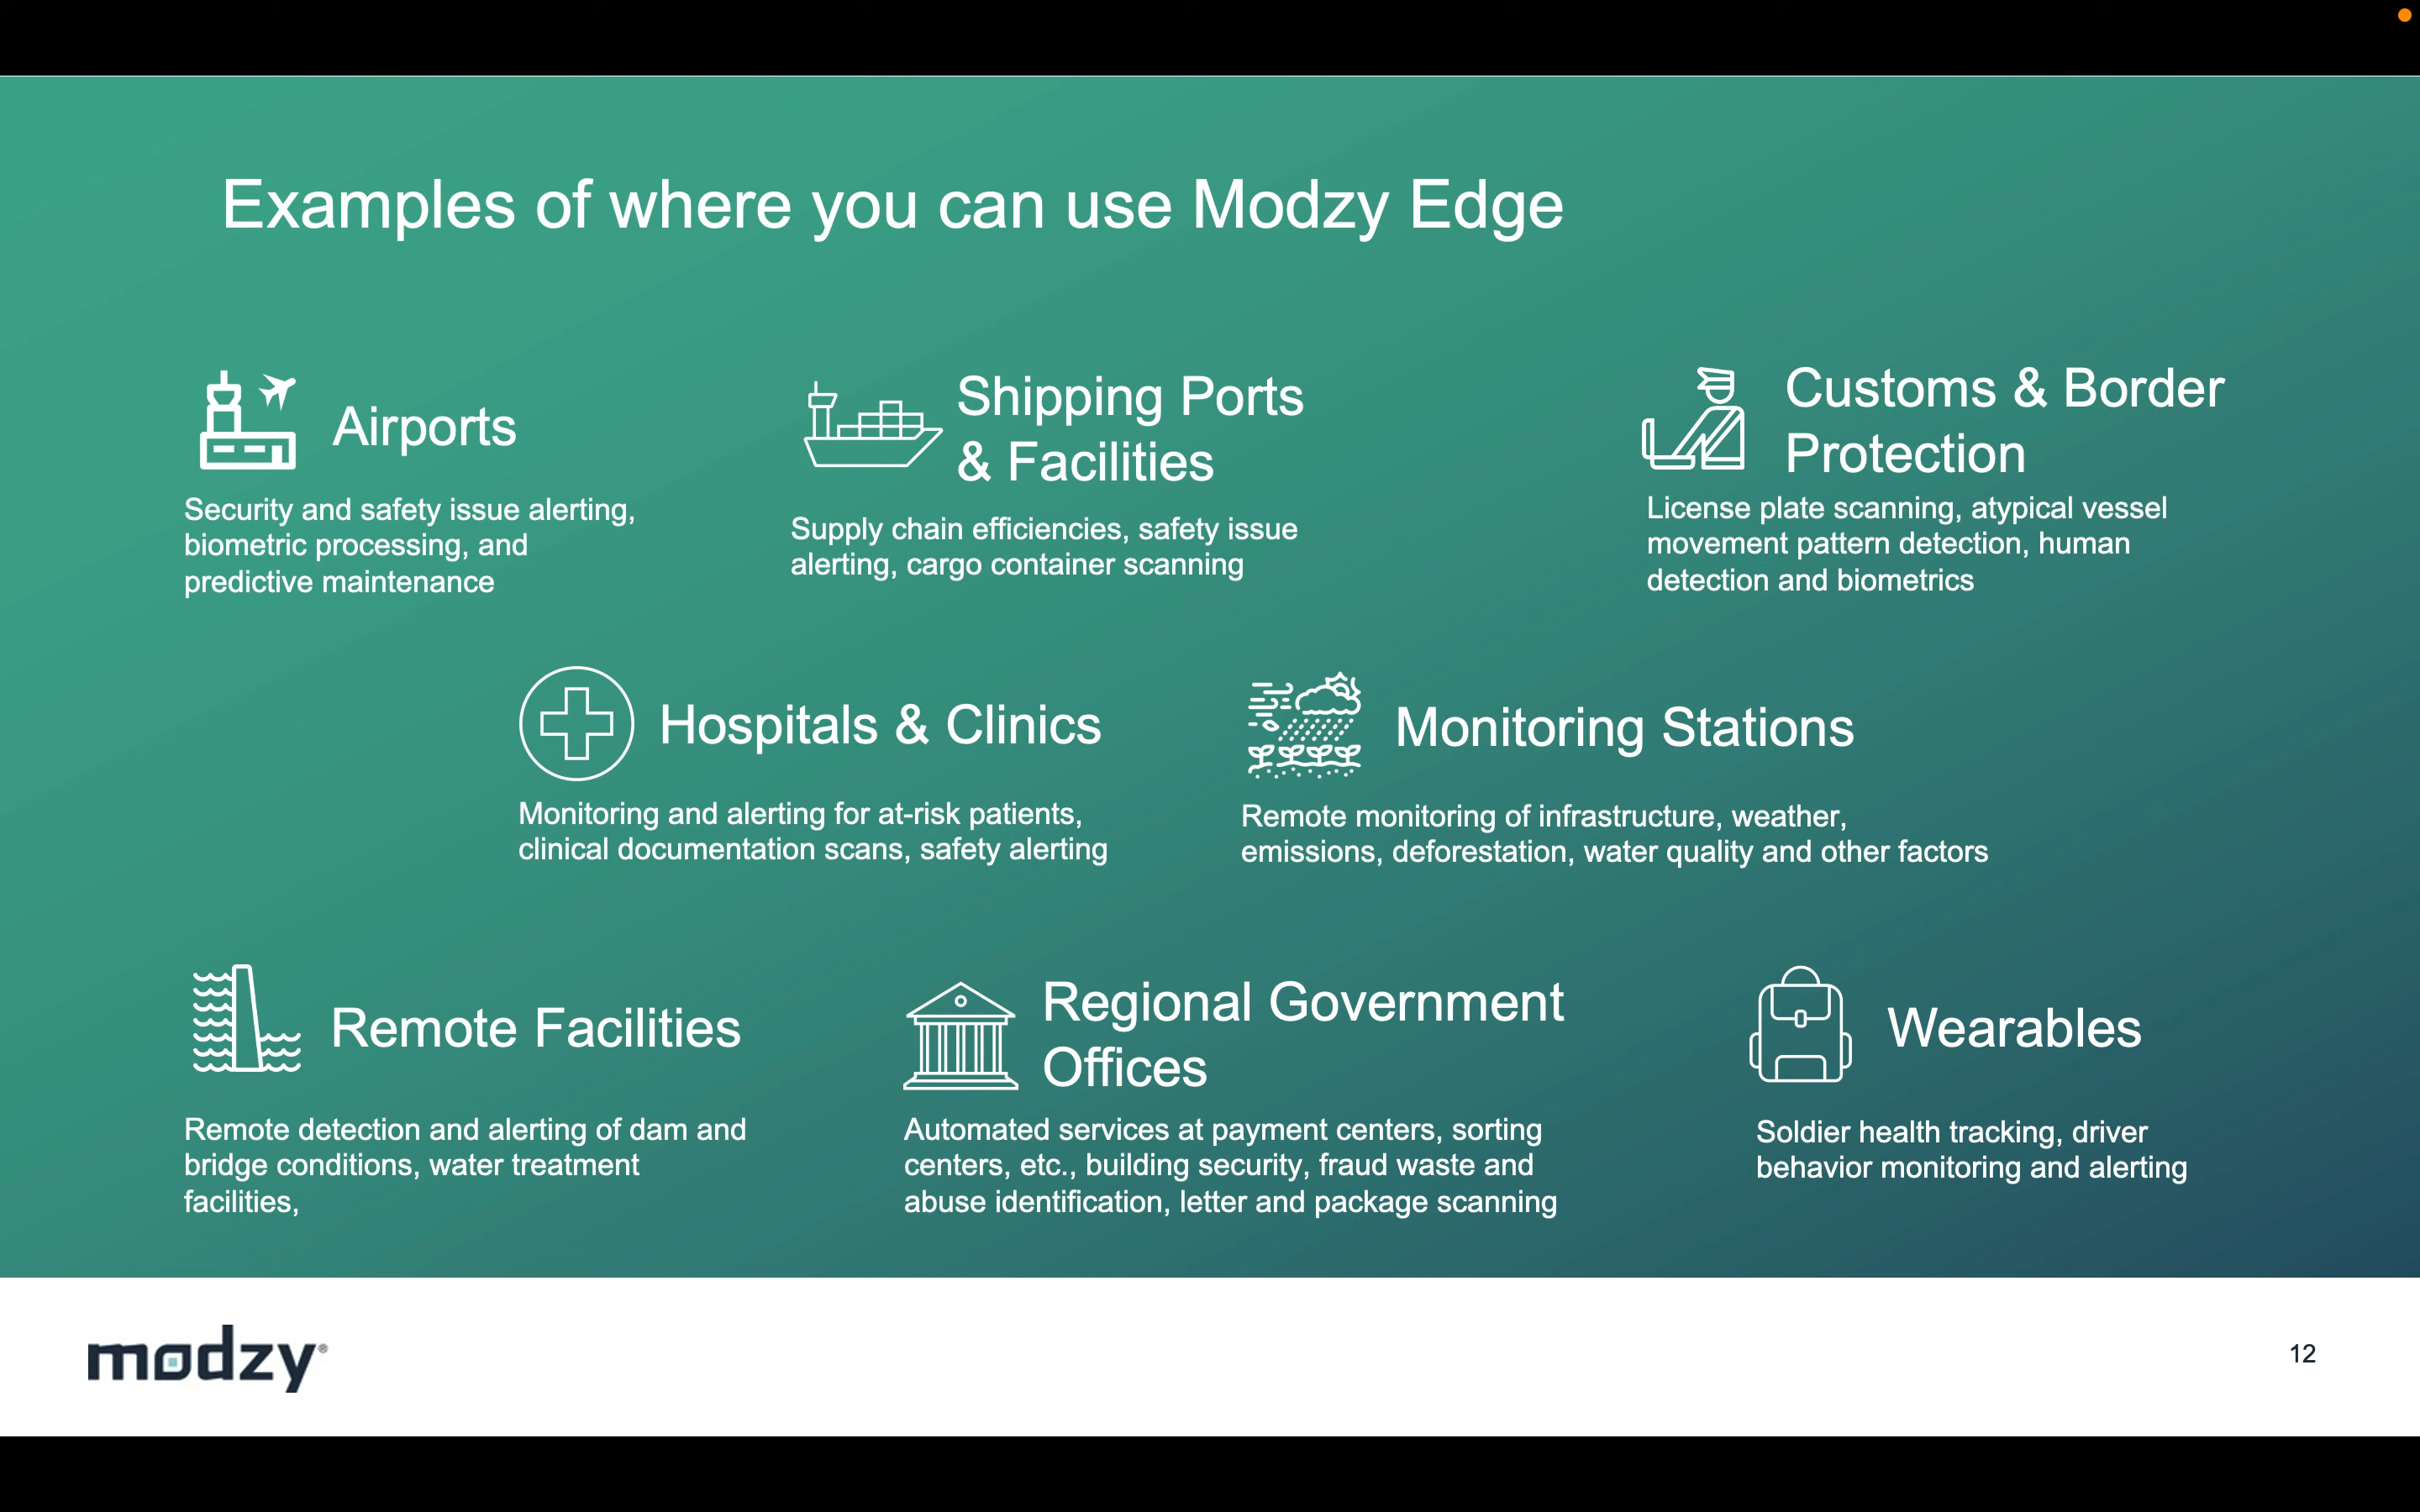 Examples of where you can use Modzy Edge
Airports
Security and safety issue alerting,
biometric processing, and
predictive maintenance
Shipping Ports
& Facilities
Supply chain efficiencies, safety issue
alerting, cargo container scanning
Customs & Border
Protection
License plate scanning, atypical vessel
movement pattern detection, human
detection and biometrics
Hospitals & Clinics
Monitoring and alerting for at-risk patients,
clinical documentation scans, safety alerting
Monitoring Stations
Remote monitoring of infrastructure, weather,
emissions, deforestation, water quality and other factors
Remote Facilities
Remote detection and alerting of dam and
bridge conditions, water treatment
facilities,
Regional Government
Offices
Automated services at payment centers, sorting
centers, etc., building security, fraud waste and
abuse identification, letter and package scanning
Wearables
Soldier health tracking, driver
behavior monitoring and alerting
modzy®
12